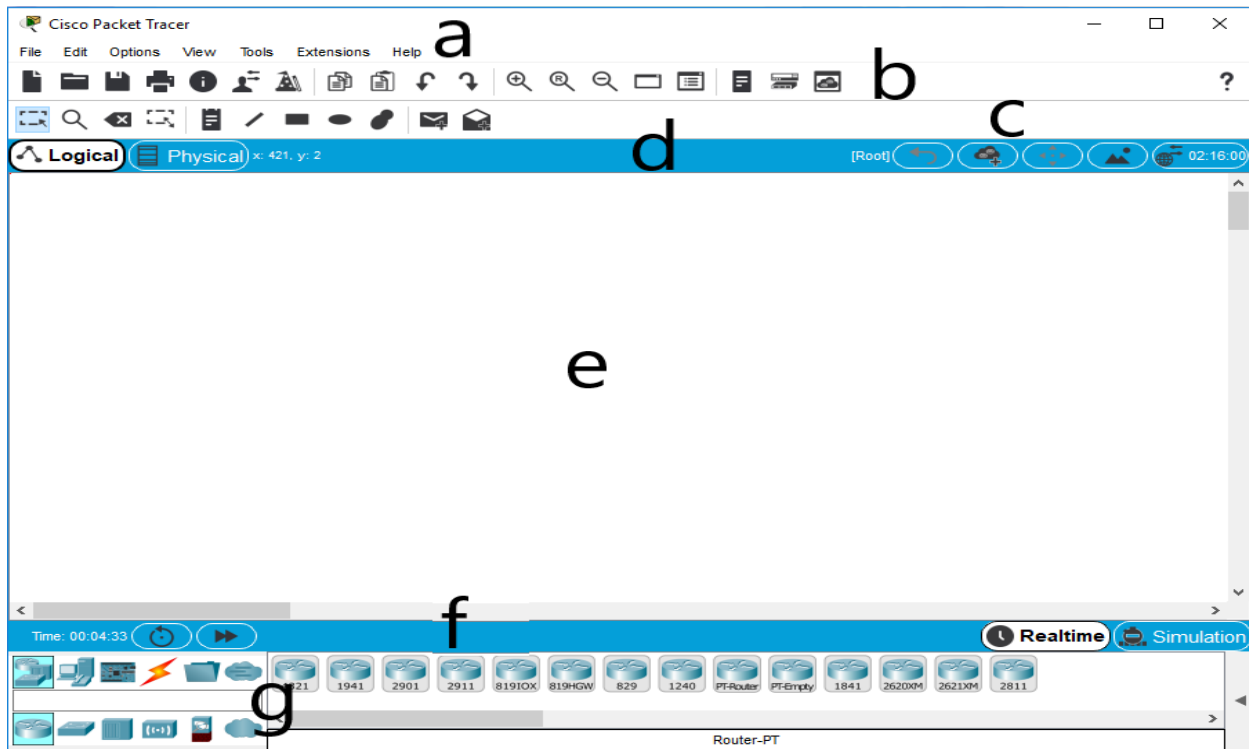 Cisco Packet Tracer
a
File Edit Options View Tools Extensions Help
b
?
c
d
Logical Physical x: 421, y: 2 [Root] 02:16:00
e
f
Time: 00:04:33 Realtime Simulation
g
1941 2901 2911 819IOX 819HGW 829 1240 PT-Router PT-Empty 1841 2620XM 2621XM 2811
Router-PT